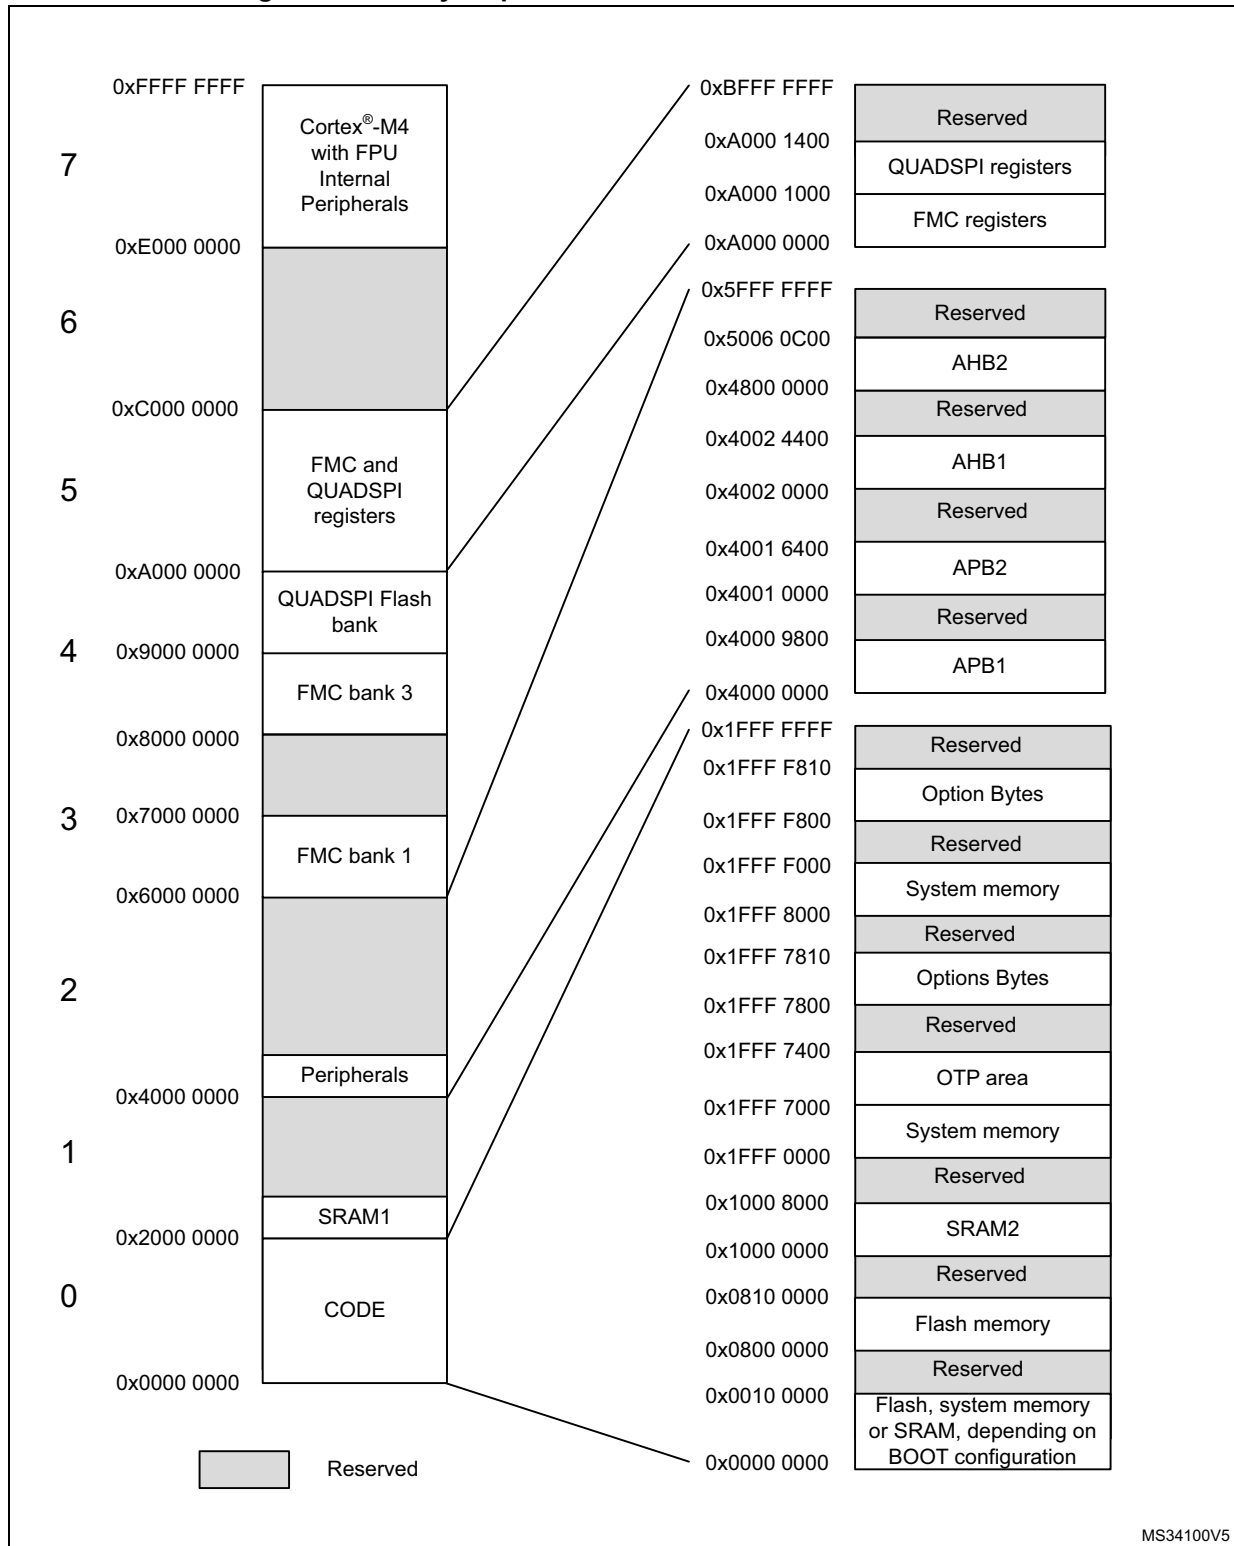 0xFFFF FFFF
Cortex®-M4
with FPU
Internal
Peripherals
7
0xE000 0000
6
0xC000 0000
FMC and
QUADSPI
registers
5
0xA000 0000
QUADSPI Flash
bank
4
0x9000 0000
FMC bank 3
0x8000 0000
3
0x7000 0000
FMC bank 1
0x6000 0000
2
Peripherals
0x4000 0000
1
SRAM1
0x2000 0000
0
CODE
0x0000 0000
Reserved
0xBFFF FFFF
Reserved
0xA000 1400
QUADSPI registers
0xA000 1000
FMC registers
0xA000 0000
0x5FFF FFFF
Reserved
0x5006 0C00
AHB2
0x4800 0000
Reserved
0x4002 4400
AHB1
0x4002 0000
Reserved
0x4001 6400
APB2
0x4001 0000
Reserved
0x4000 9800
APB1
0x4000 0000
0x1FFF FFFF
Reserved
0x1FFF F810
Option Bytes
0x1FFF F800
Reserved
0x1FFF F000
System memory
0x1FFF 8000
Reserved
0x1FFF 7810
Options Bytes
0x1FFF 7800
Reserved
0x1FFF 7400
OTP area
0x1FFF 7000
System memory
0x1FFF 0000
Reserved
0x1000 8000
SRAM2
0x1000 0000
Reserved
0x0810 0000
Flash memory
0x0800 0000
Reserved
0x0010 0000
Flash, system memory
or SRAM, depending on
BOOT configuration
0x0000 0000
MS34100V5